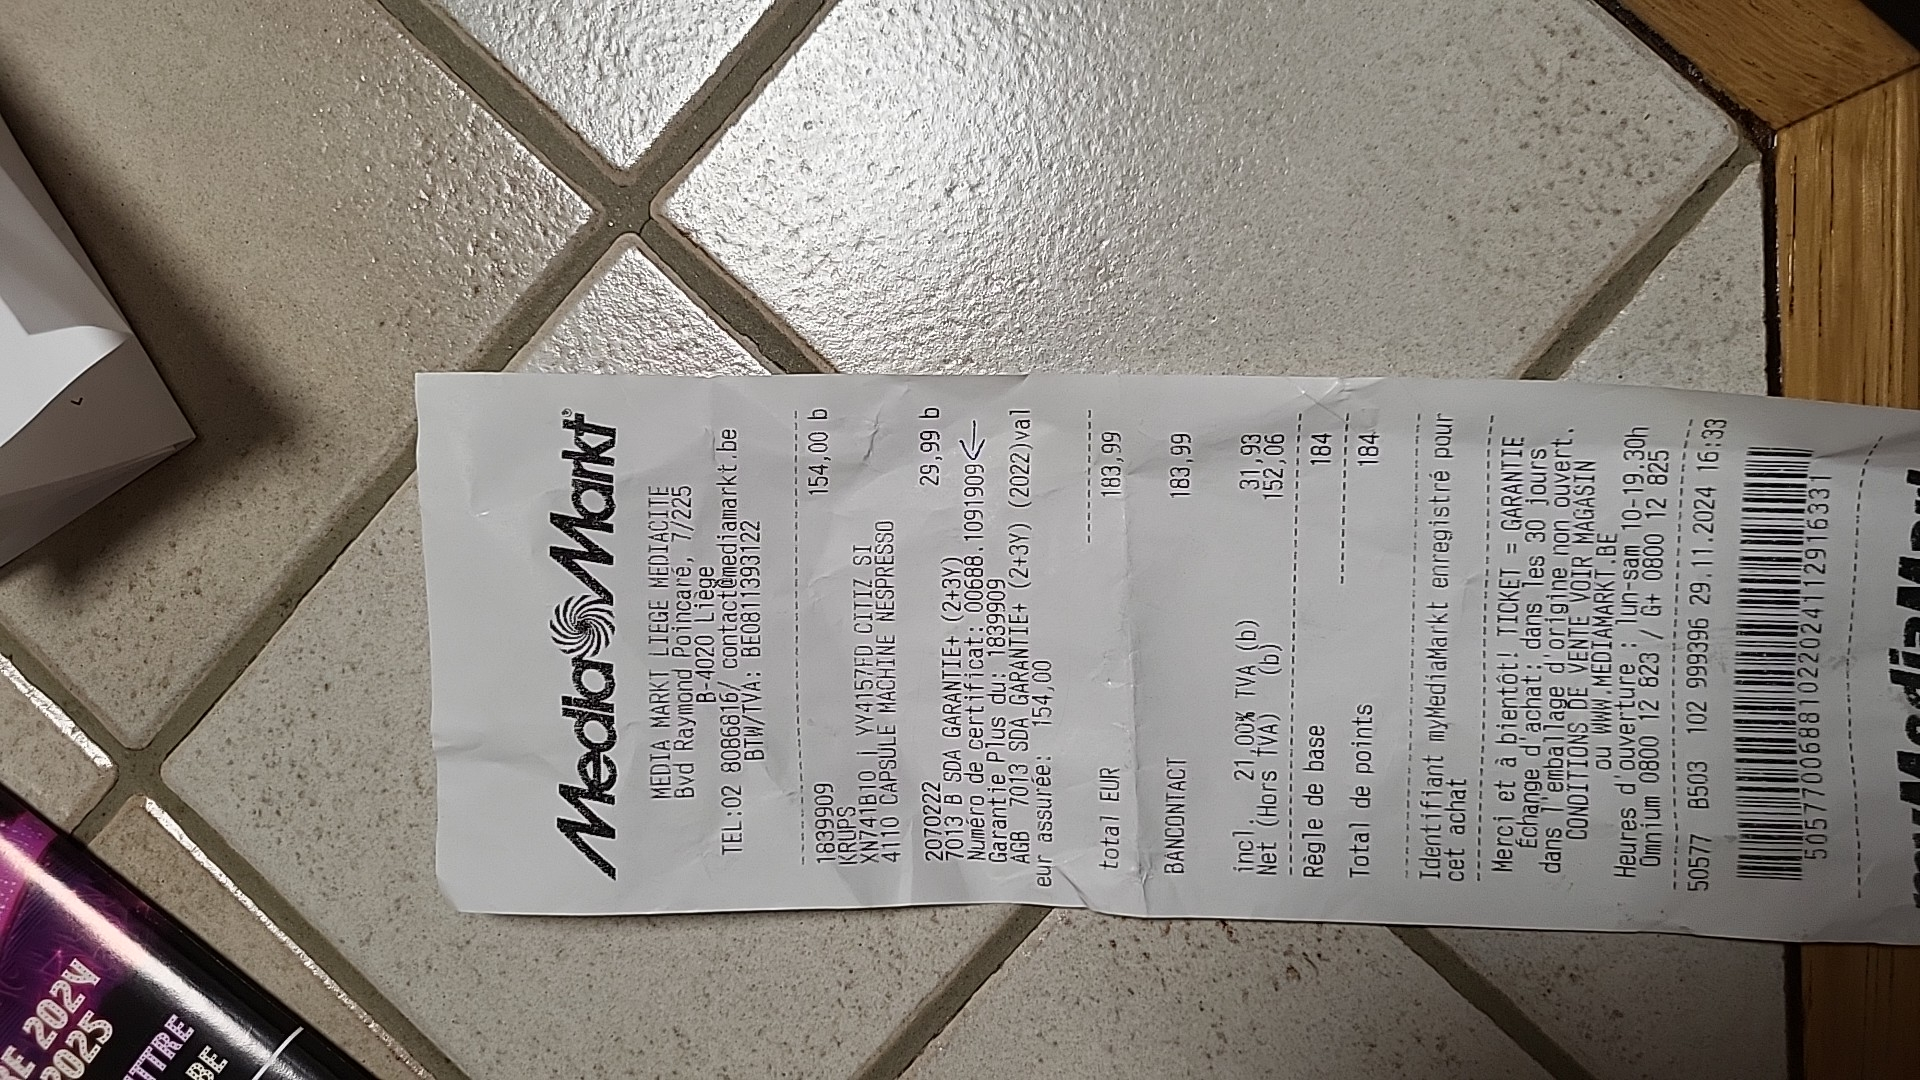 MediaMarkt®
MEDIA MARKT LIEGE MEDIACITE
Bvd Raymond Poincaré, 7/225
B-4020 Liège
TEL:02 8086816/ contact@mediamarkt.be
BTW/TVA: BE0811393122
154,00 b
1839909
KRUPS
XN741B10 | YY4157FD CITIZ SI
4110 CAPSULE MACHINE NESPRESSO
29,99 b
2070222
7013 B SDA GARANTIE+ (2+3Y)
Numéro de certificat: 00688.1091909
Garantie Plus du: 1839909
AGB 7013 SDA GARANTIE+ (2+3Y) (2022)val
eur assurée: 154,00
total EUR 183,99
BANCONTACT 183,99
incl 21,00% TVA (b) 31,93
Net (Hors TVA) (b) 152,06
Règle de base 184
Total de points 184
Identifiant myMediaMarkt enregistré pour
cet achat
Merci et à bientôt! TICKET = GARANTIE
Échange d'achat: dans les 30 jours
dans l'emballage d'origine non ouvert.
CONDITIONS DE VENTE VOIR MAGASIN
ou WWW.MEDIAMARKT.BE
Heures d'ouverture : lun-sam 10-19.30h
Omnium 0800 12 823 / G+ 0800 12 825
50577 B503 102 999396 29.11.2024 16:33
5057700688102202411291633 1
RE 2024
2025
BE